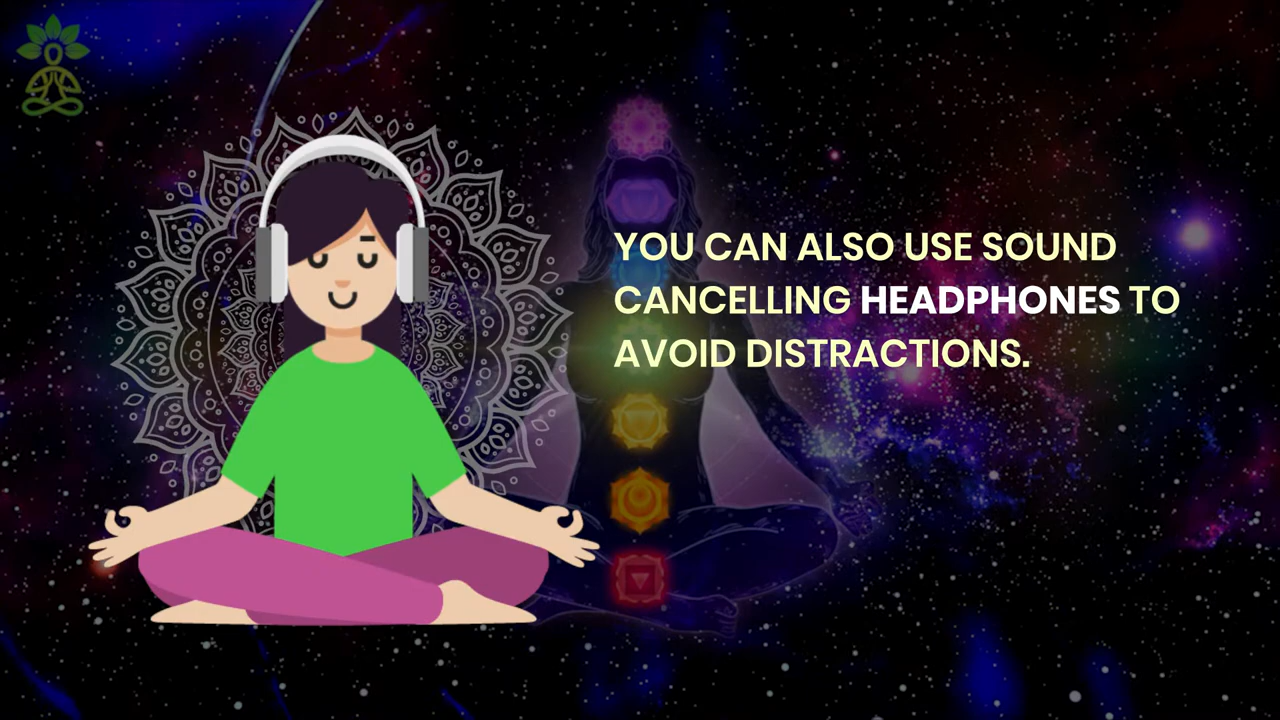 YOU CAN ALSO USE SOUND
CANCELLING HEADPHONES TO
AVOID DISTRACTIONS.